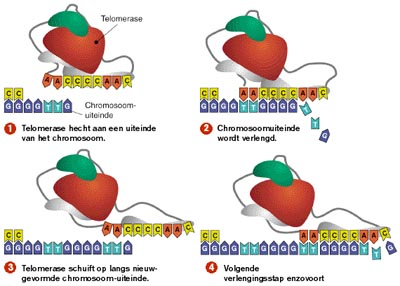 Telomerase
A A C C C C A A C
C C
G G G G T T G
Chromosoom-
uiteinde
1 Telomerase hecht aan een uiteinde
van het chromosoom.
A A C C C C A A C
C C
G G G G T T G G G G T
T
G
2 Chromosoomuiteinde
wordt verlengd.
A A C C C C A A C
C C
G G G G T T G G G G T T G
3 Telomerase schuift op langs nieuw-
gevormde chromosoom-uiteinde.
A A C C C C A A C
C C
G G G G T T G G G G T T G G G G T T G
4 Volgende
verlengingsstap enzovoort